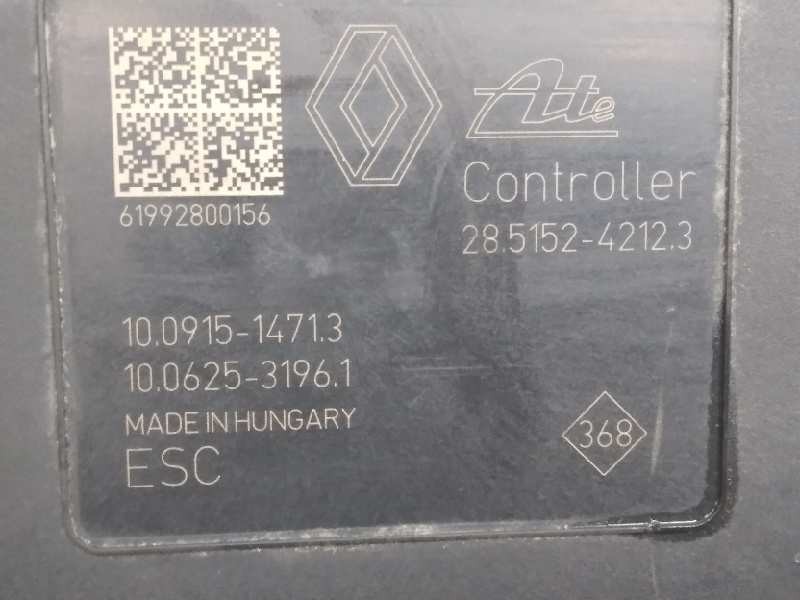 61992800156
Ate
Controller
28.5152-4212.3
10.0915-1471.3
10.0625-3196.1
MADE IN HUNGARY
ESC
368